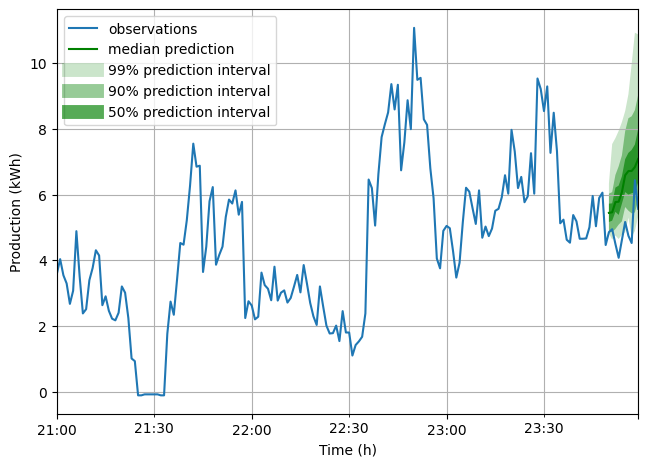 observations
median prediction
99% prediction interval
90% prediction interval
50% prediction interval
Production (kWh)
10
8
6
4
2
0
21:00
21:30
22:00
22:30
23:00
23:30
Time (h)